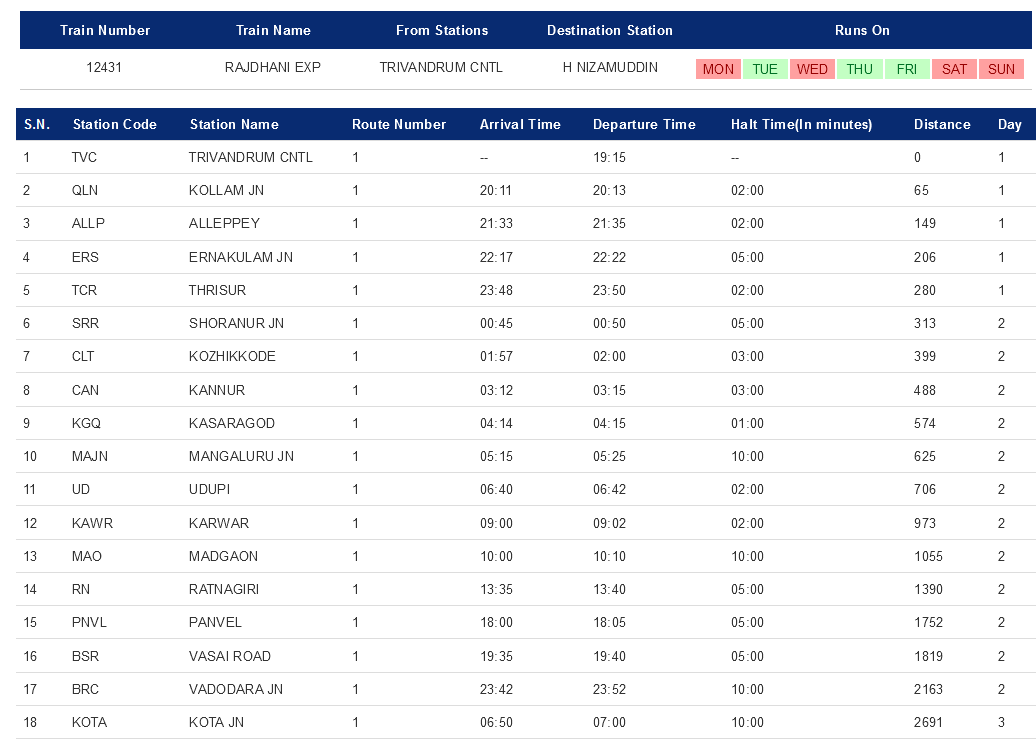 Train Number Train Name From Stations Destination Station Runs On
12431 RAJDHANI EXP TRIVANDRUM CNTL H NIZAMUDDIN MON TUE WED THU FRI SAT SUN
S.N. Station Code Station Name Route Number Arrival Time Departure Time Halt Time(In minutes) Distance Day
1 TVC TRIVANDRUM CNTL 1 -- 19:15 -- 0 1
2 QLN KOLLAM JN 1 20:11 20:13 02:00 65 1
3 ALLP ALLEPPEY 1 21:33 21:35 02:00 149 1
4 ERS ERNAKULAM JN 1 22:17 22:22 05:00 206 1
5 TCR THRISUR 1 23:48 23:50 02:00 280 1
6 SRR SHORANUR JN 1 00:45 00:50 05:00 313 2
7 CLT KOZHIKKODE 1 01:57 02:00 03:00 399 2
8 CAN KANNUR 1 03:12 03:15 03:00 488 2
9 KGQ KASARAGOD 1 04:14 04:15 01:00 574 2
10 MAJN MANGALURU JN 1 05:15 05:25 10:00 625 2
11 UD UDUPI 1 06:40 06:42 02:00 706 2
12 KAWR KARWAR 1 09:00 09:02 02:00 973 2
13 MAO MADGAON 1 10:00 10:10 10:00 1055 2
14 RN RATNAGIRI 1 13:35 13:40 05:00 1390 2
15 PNVL PANVEL 1 18:00 18:05 05:00 1752 2
16 BSR VASAI ROAD 1 19:35 19:40 05:00 1819 2
17 BRC VADODARA JN 1 23:42 23:52 10:00 2163 2
18 KOTA KOTA JN 1 06:50 07:00 10:00 2691 3